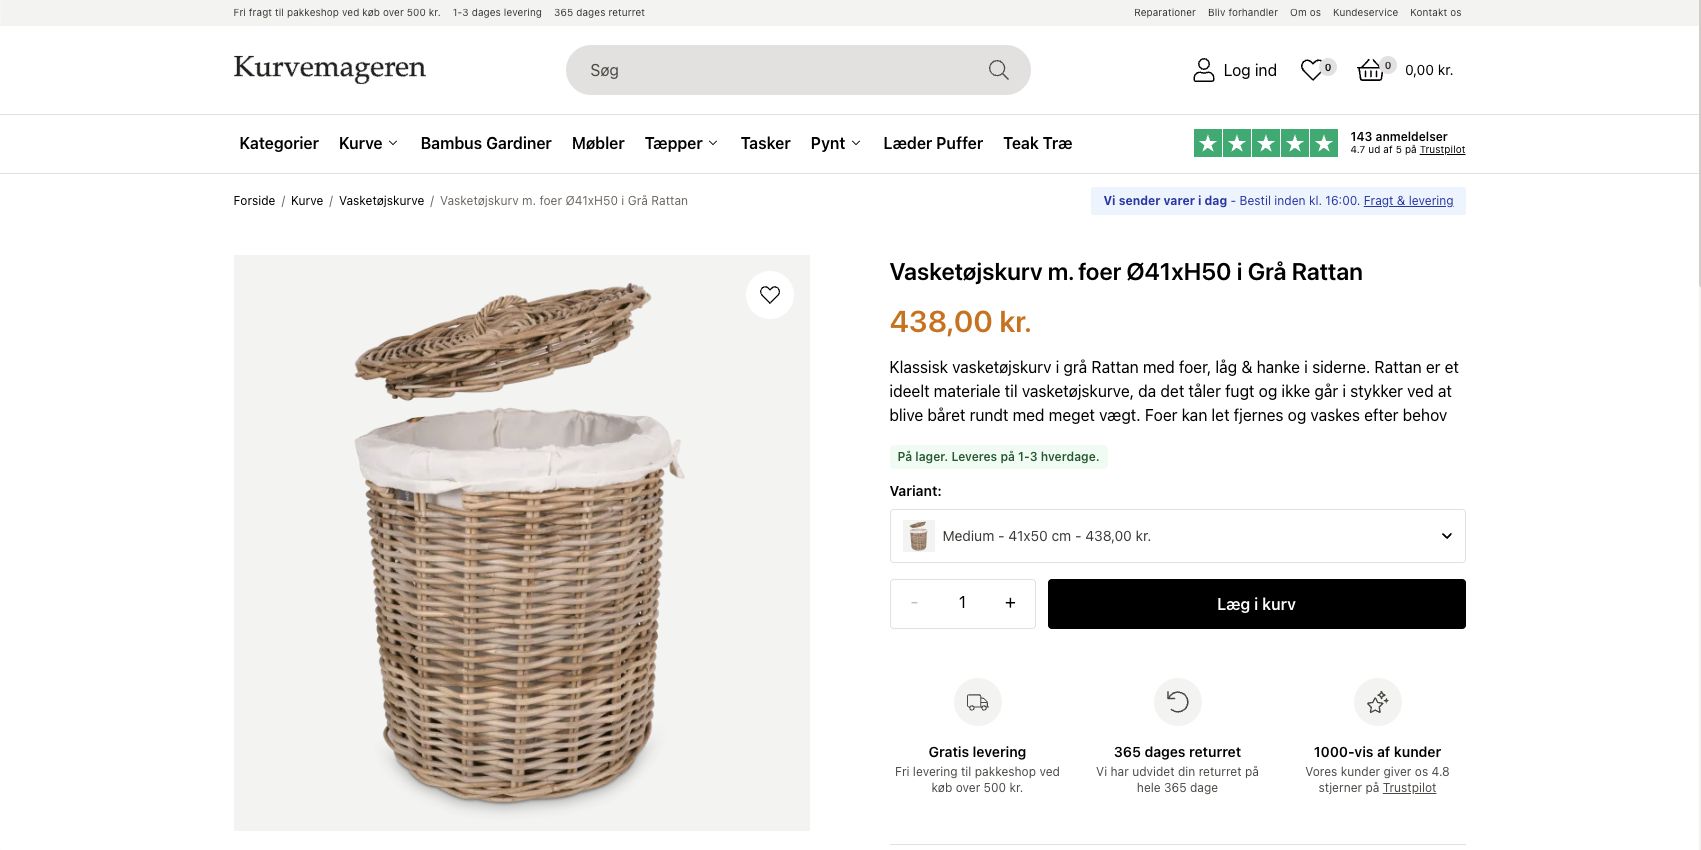 Fri fragt til pakkeshop ved køb over 500 kr. 1-3 dages levering 365 dages returret
Reparationer Bliv forhandler Om os Kundeservice Kontakt os
Kurvemageren
Søg
Log ind
0
0
0,00 kr.
Kategorier Kurve Bambus Gardiner Møbler Tæpper Tasker Pynt Læder Puffer Teak Træ
143 anmeldelser
4.7 ud af 5 på Trustpilot
Forside / Kurve / Vasketøjskurve / Vasketøjskurv m. foer Ø41xH50 i Grå Rattan
Vi sender varer i dag - Bestil inden kl. 16:00. Fragt & levering
Vasketøjskurv m. foer Ø41xH50 i Grå Rattan
438,00 kr.
Klassisk vasketøjskurv i grå Rattan med foer, låg & hanke i siderne. Rattan er et
ideelt materiale til vasketøjskurve, da det tåler fugt og ikke går i stykker ved at
blive båret rundt med meget vægt. Foer kan let fjernes og vaskes efter behov
På lager. Leveres på 1-3 hverdage.
Variant:
Medium - 41x50 cm - 438,00 kr.
- 1 +
Læg i kurv
Gratis levering
Fri levering til pakkeshop ved
køb over 500 kr.
365 dages returret
Vi har udvidet din returret på
hele 365 dage
1000-vis af kunder
Vores kunder giver os 4.8
stjerner på Trustpilot